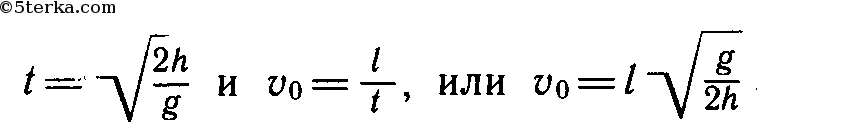 ©5terka.com
t = √(2h/g) и v₀ = l/t, или v₀ = l √(g/2h)